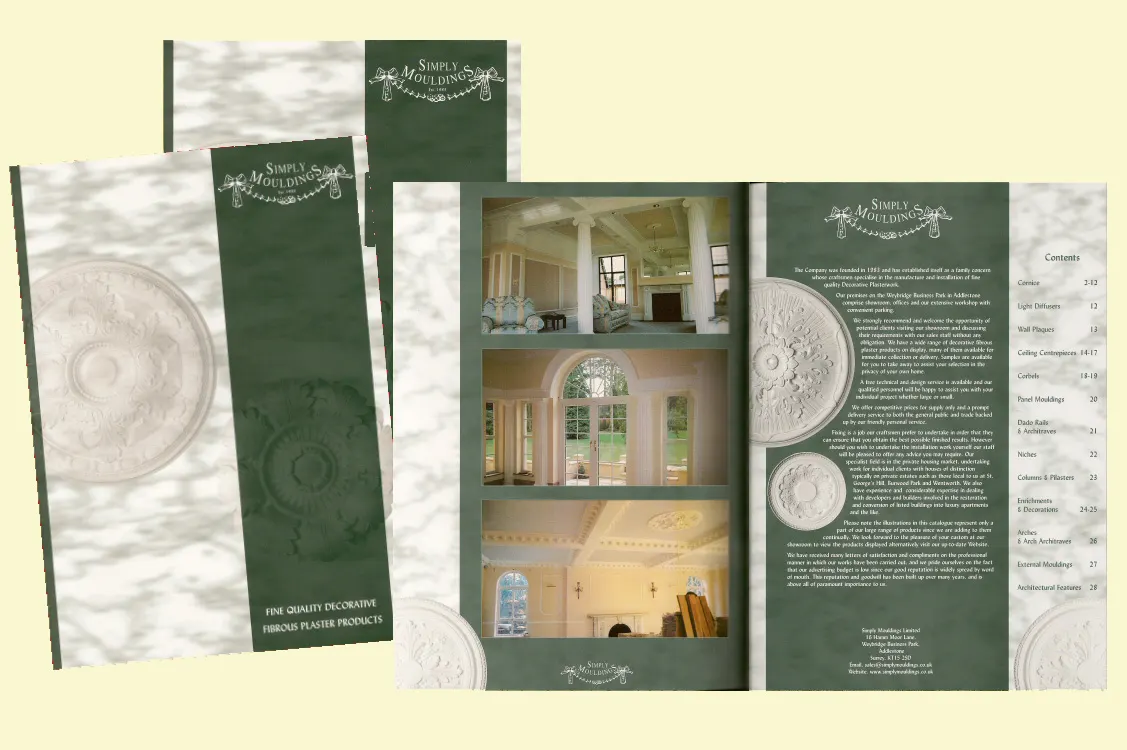 SIMPLY
MOULDINGS
Est. 1983
SIMPLY
MOULDINGS
Est. 1983
FINE QUALITY DECORATIVE
FIBROUS PLASTER PRODUCTS
SIMPLY
MOULDINGS
SIMPLY
MOULDINGS
The Company was founded in 1983 and has established itself as a family concern
whose craftsmen specialise in the manufacture and installation of fine
quality Decorative Plasterwork.
Our premises on the Weybridge Business Park in Addlestone
comprise showroom, offices and our extensive workshop with
convenient parking.
We strongly recommend and welcome the opportunity of
potential clients visiting our showroom and discussing
their requirements with our sales staff without any
obligation. We have a wide range of decorative fibrous
plaster products on display, many of them available for
immediate collection or delivery. Samples are available
for you to take away to assist your selection in the
privacy of your own home.
A free technical and design service is available and our
qualified personnel will be happy to assist you with your
individual project whether large or small.
We offer competitive prices for supply only and a prompt
delivery service to both the general public and trade backed
up by our friendly personal service.
Fixing is a job our craftsmen prefer to undertake in order that they
can ensure that you obtain the best possible finished results. However
should you wish to undertake the installation work yourself our staff
will be pleased to offer any advice you may require. Our
specialist field is in the private housing market, undertaking
work for individual clients with houses of distinction
typically on private estates such as those local to us at St.
George's Hill, Burwood Park and Wentworth. We also
have experience and considerable expertise in dealing
with developers and builders involved in the restoration
and conversion of listed buildings into luxury apartments
and the like.
Please note the illustrations in this catalogue represent only a
part of our large range of products since we are adding to them
continually. We look forward to the pleasure of your custom at our
showroom to view the products displayed alternatively visit our up-to-date Website.
We have received many letters of satisfaction and compliments on the professional
manner in which our works have been carried out, and we pride ourselves on the fact
that our advertising budget is low since our good reputation is widely spread by word
of mouth. This reputation and goodwill has been built up over many years, and is
above all of paramount importance to us.
Simply Mouldings Limited
16 Hamm Moor Lane,
Weybridge Business Park,
Addlestone
Surrey, KT15 2SD
Email. sales@simplymouldings.co.uk
Website. www.simplymouldings.co.uk
Contents
Cornice 2-12
Light Diffusers 12
Wall Plaques 13
Ceiling Centrepieces 14-17
Corbels 18-19
Panel Mouldings 20
Dado Rails
& Architraves 21
Niches 22
Columns & Pilasters 23
Enrichments
& Decorations 24-25
Arches
& Arch Architraves 26
External Mouldings 27
Architectural Features 28